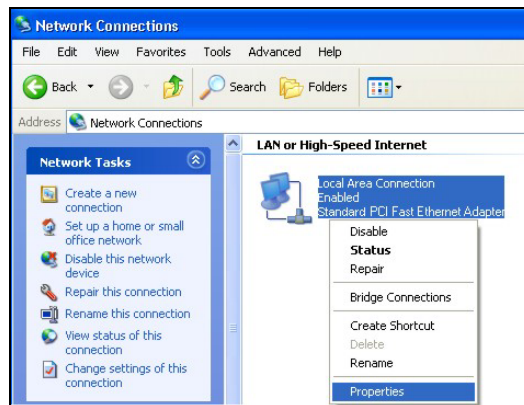 Network Connections
File Edit View Favorites Tools Advanced Help
Back Search Folders
Address Network Connections
Network Tasks
Create a new
connection
Set up a home or small
office network
Disable this network
device
Repair this connection
Rename this connection
View status of this
connection
Change settings of this
connection
LAN or High-Speed Internet
Local Area Connection
Enabled
Standard PCI Fast Ethernet Adapter
Disable
Status
Repair
Bridge Connections
Create Shortcut
Delete
Rename
Properties